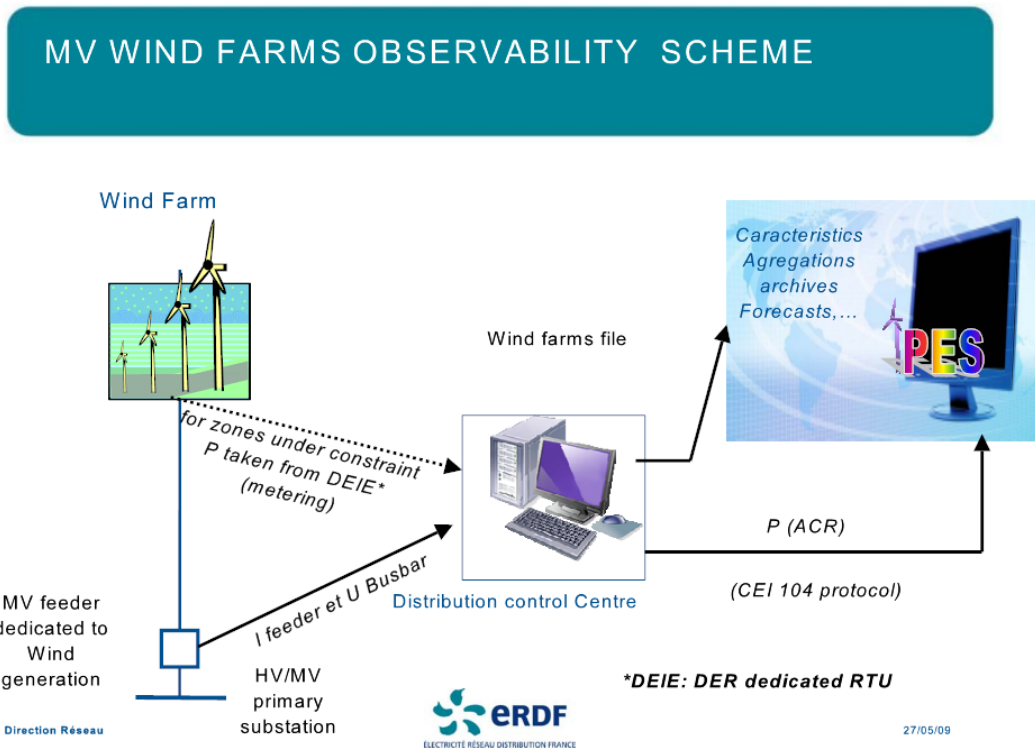 MV WIND FARMS OBSERVABILITY SCHEME
Wind Farm
Caracteristics
Agregations
archives
Forecasts,...
PES
Wind farms file
for zones under constraint
P taken from DEIE*
(metering)
P (ACR)
(CEI 104 protocol)
I feeder et U Busbar
Distribution control Centre
MV feeder
dedicated to
Wind
generation
HV/MV
primary
substation
*DEIE: DER dedicated RTU
Direction Réseau
eRDF
ÉLECTRICITÉ RÉSEAU DISTRIBUTION FRANCE
27/05/09